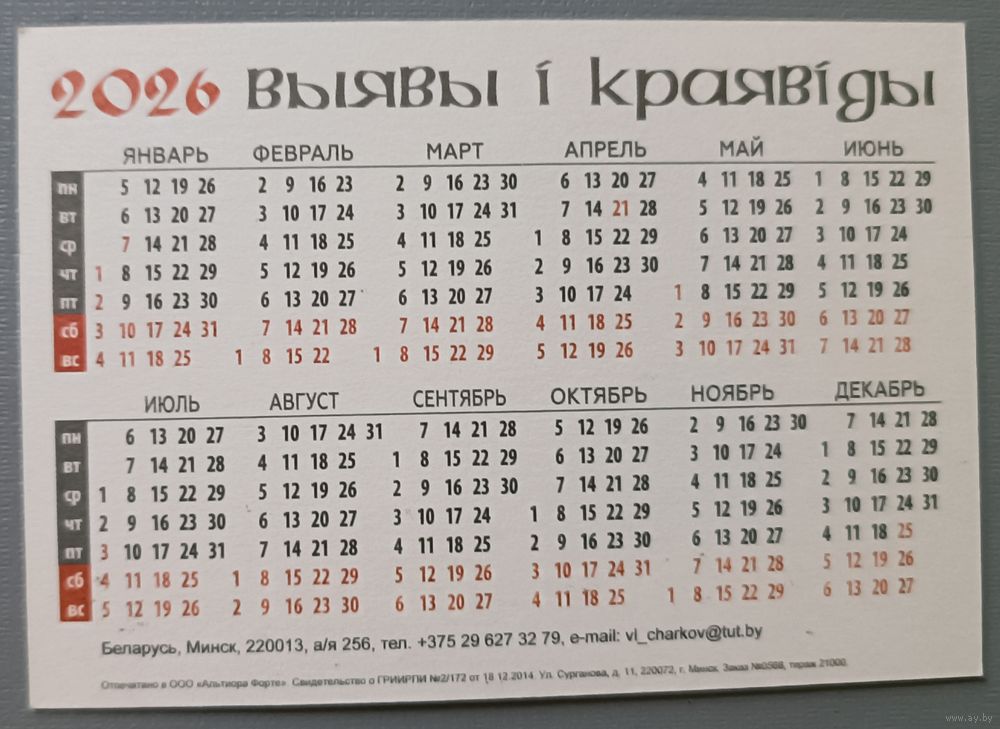 2026 выявы і краявіды
ЯНВАРЬ ФЕВРАЛЬ МАРТ АПРЕЛЬ МАЙ ИЮНЬ
пн 5 12 19 26 2 9 16 23 2 9 16 23 30 6 13 20 27 4 11 18 25 1 8 15 22 29
вт 6 13 20 27 3 10 17 24 3 10 17 24 31 7 14 21 28 5 12 19 26 2 9 16 23 30
ср 7 14 21 28 4 11 18 25 4 11 18 25 1 8 15 22 29 6 13 20 27 3 10 17 24
чт 1 8 15 22 29 5 12 19 26 5 12 19 26 2 9 16 23 30 7 14 21 28 4 11 18 25
пт 2 9 16 23 30 6 13 20 27 6 13 20 27 3 10 17 24 1 8 15 22 29 5 12 19 26
сб 3 10 17 24 31 7 14 21 28 7 14 21 28 4 11 18 25 2 9 16 23 30 6 13 20 27
вс 4 11 18 25 1 8 15 22 1 8 15 22 29 5 12 19 26 3 10 17 24 31 7 14 21 28
ИЮЛЬ АВГУСТ СЕНТЯБРЬ ОКТЯБРЬ НОЯБРЬ ДЕКАБРЬ
пн 6 13 20 27 3 10 17 24 31 7 14 21 28 5 12 19 26 2 9 16 23 30 7 14 21 28
вт 7 14 21 28 4 11 18 25 1 8 15 22 29 6 13 20 27 3 10 17 24 1 8 15 22 29
ср 1 8 15 22 29 5 12 19 26 2 9 16 23 30 7 14 21 28 4 11 18 25 2 9 16 23 30
чт 2 9 16 23 30 6 13 20 27 3 10 17 24 1 8 15 22 29 5 12 19 26 3 10 17 24 31
пт 3 10 17 24 31 7 14 21 28 4 11 18 25 2 9 16 23 30 6 13 20 27 4 11 18 25
сб 4 11 18 25 1 8 15 22 29 5 12 19 26 3 10 17 24 31 7 14 21 28 5 12 19 26
вс 5 12 19 26 2 9 16 23 30 6 13 20 27 4 11 18 25 1 8 15 22 29 6 13 20 27
Беларусь, Минск, 220013, а/я 256, тел. +375 29 627 32 79, e-mail: vl_charkov@tut.by
Отпечатано в ООО «Альтиора Форте». Свидетельство о ГРИИРПИ №2/172 от 18.12.2014. Ул. Сурганова, д. 11, 220072, г. Минск. Заказ №0568, тираж 21000.
www.ay.by